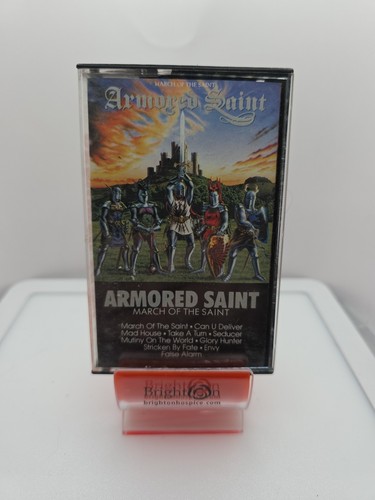 MARCH OF THE SAINT
Armored Saint
ARMORED SAINT
MARCH OF THE SAINT
March Of The Saint • Can U Deliver
Mad House • Take A Turn • Seducer
Mutiny On The World • Glory Hunter
Stricken By Fate • Envy
False Alarm
Brighton
brightonhospice.com